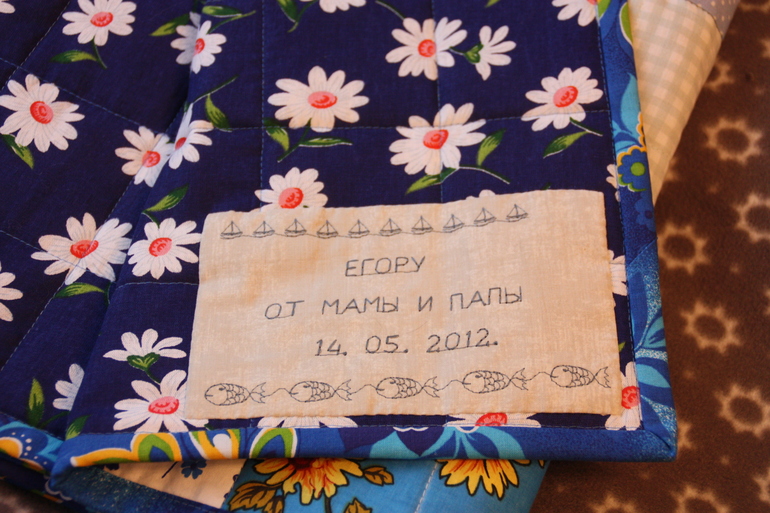 ЕГОРУ
ОТ МАМЫ И ПАПЫ
14. 05. 2012.